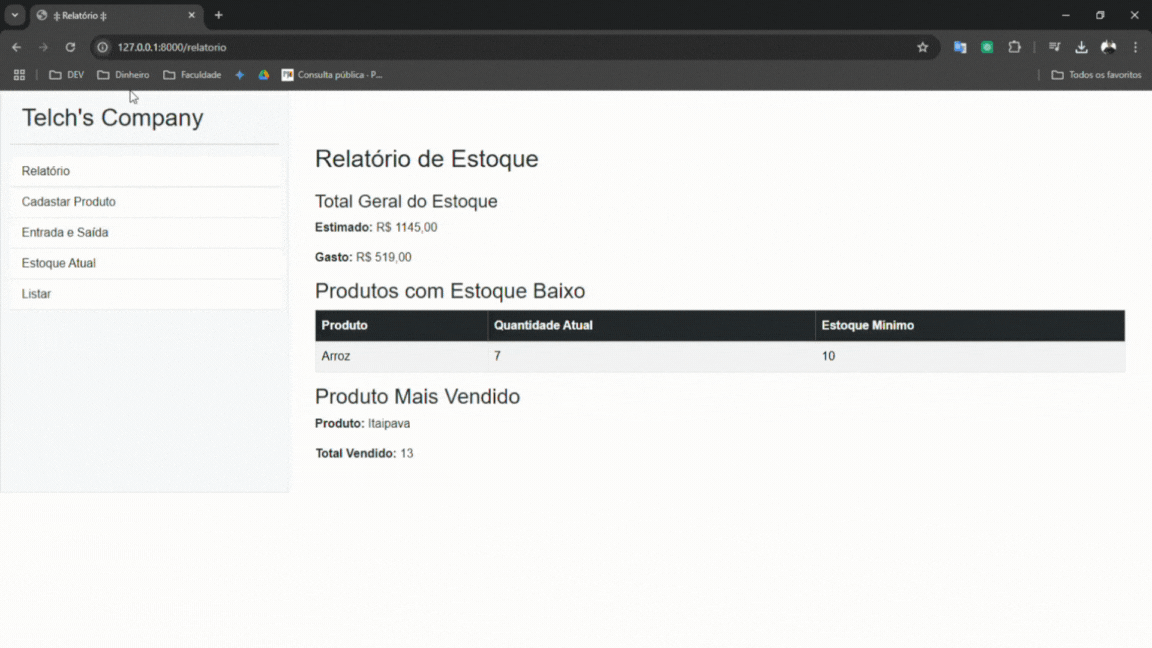 ‡ Relatório ‡
127.0.0.1:8000/relatorio
DEV Dinheiro Faculdade Consulta pública - P... Todos os favoritos
Telch's Company
Relatório
Cadastar Produto
Entrada e Saída
Estoque Atual
Listar
Relatório de Estoque
Total Geral do Estoque
Estimado: R$ 1145,00
Gasto: R$ 519,00
Produtos com Estoque Baixo
Produto Quantidade Atual Estoque Minimo
Arroz 7 10
Produto Mais Vendido
Produto: Itaipava
Total Vendido: 13